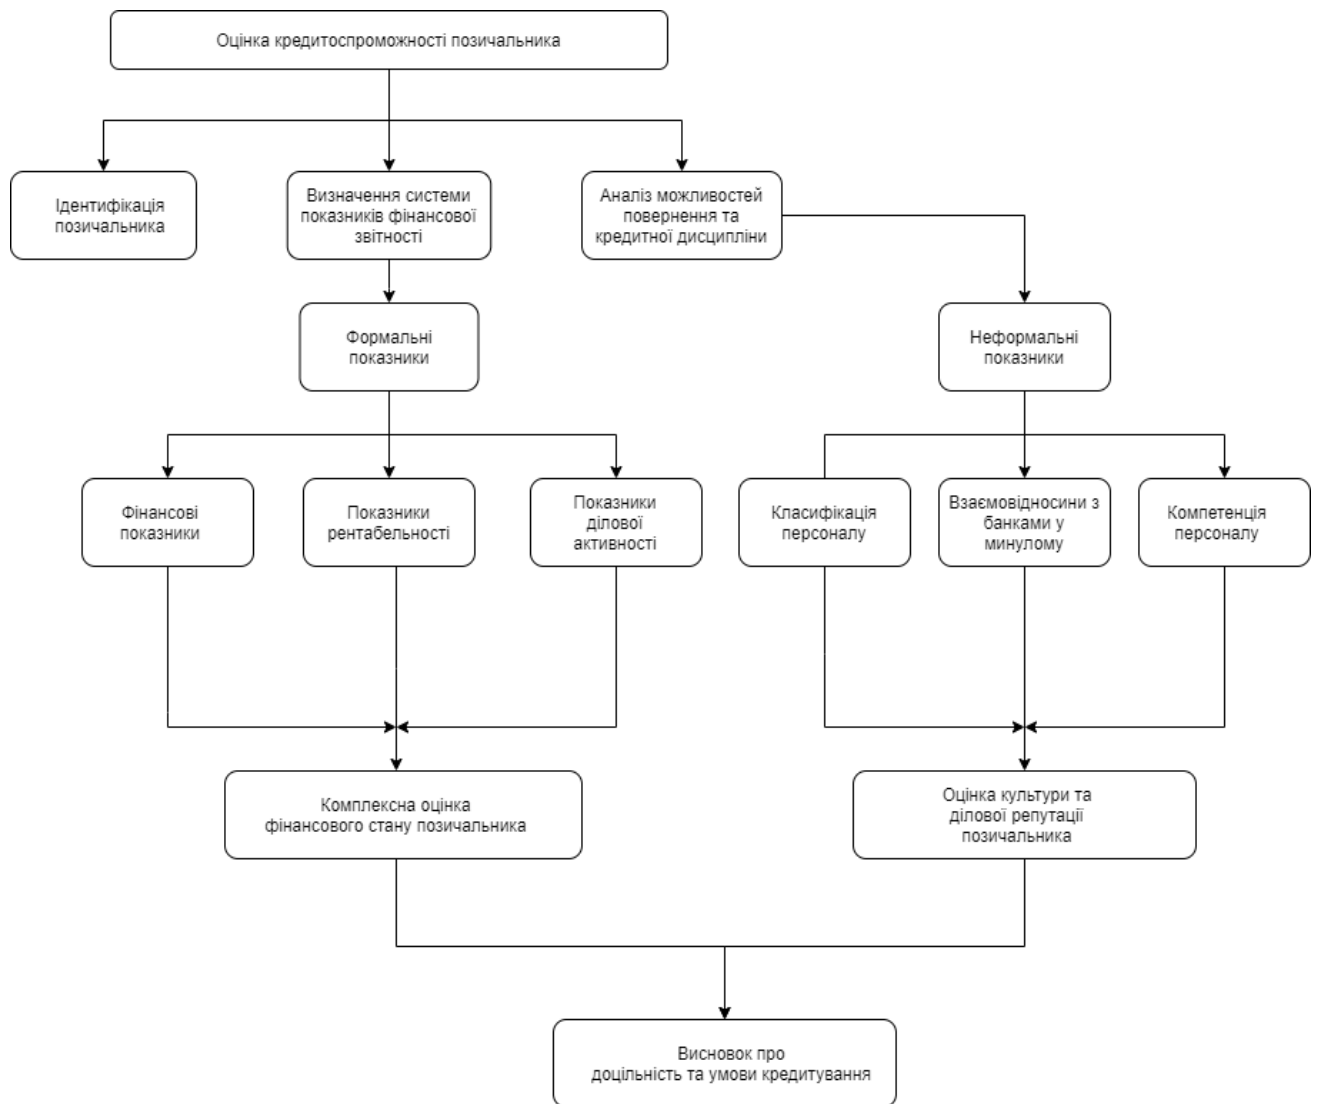 Оцінка кредитоспроможності позичальника
Ідентифікація
позичальника
Визначення системи
показників фінансової
звітності
Аналіз можливостей
повернення та
кредитної дисципліни
Формальні
показники
Неформальні
показники
Фінансові
показники
Показники
рентабельності
Показники
ділової
активності
Класифікація
персоналу
Взаємовідносини з
банками у
минулому
Компетенція
персоналу
Комплексна оцінка
фінансового стану позичальника
Оцінка культури та
ділової репутації
позичальника
Висновок про
доцільність та умови кредитування